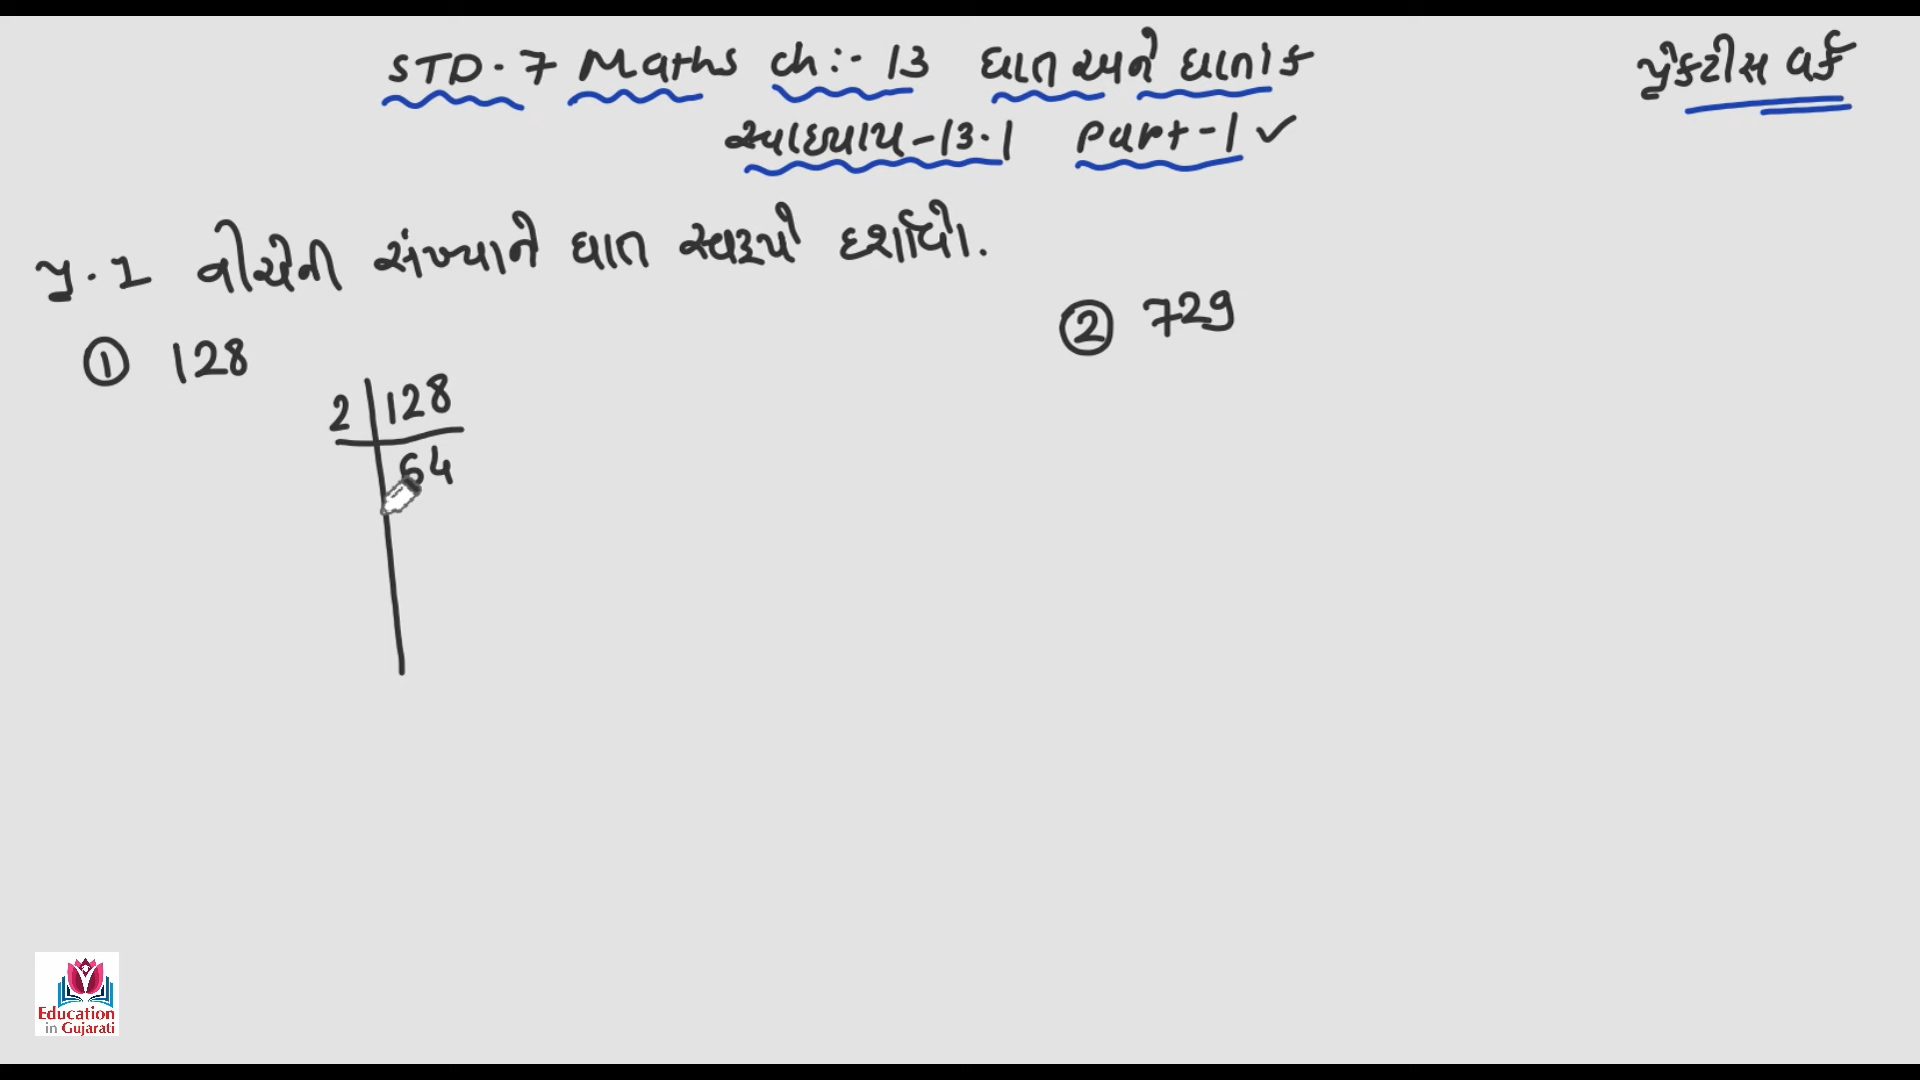 STD. 7 Maths ch:- 13 ઘાત અને ઘાતાંક
પ્રેક્ટીસ વર્ક
સ્વાધ્યાય-13.1 Part-1 ✓
પ્ર.1 નીચેની સંખ્યાને ઘાત સ્વરૂપે દર્શાવો.
① 128
② 729
2 | 128
64
Education
in Gujarati